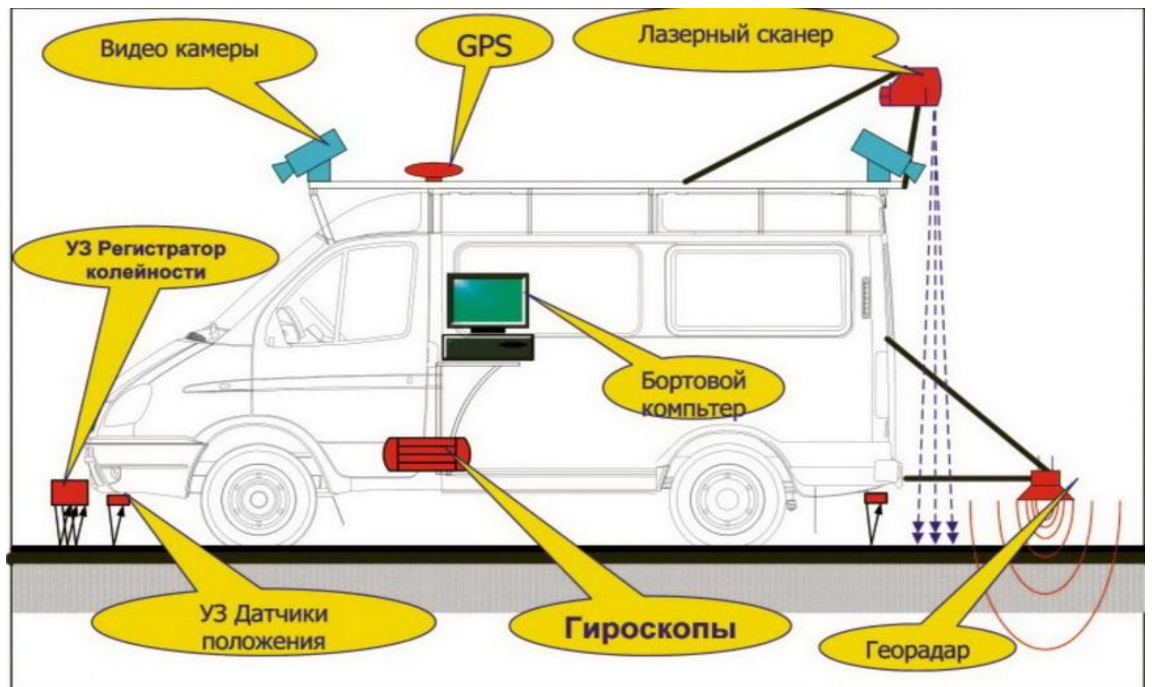 Видео камеры
GPS
Лазерный сканер
УЗ Регистратор
колейности
Бортовой
компьтер
УЗ Датчики
положения
Гироскопы
Георадар